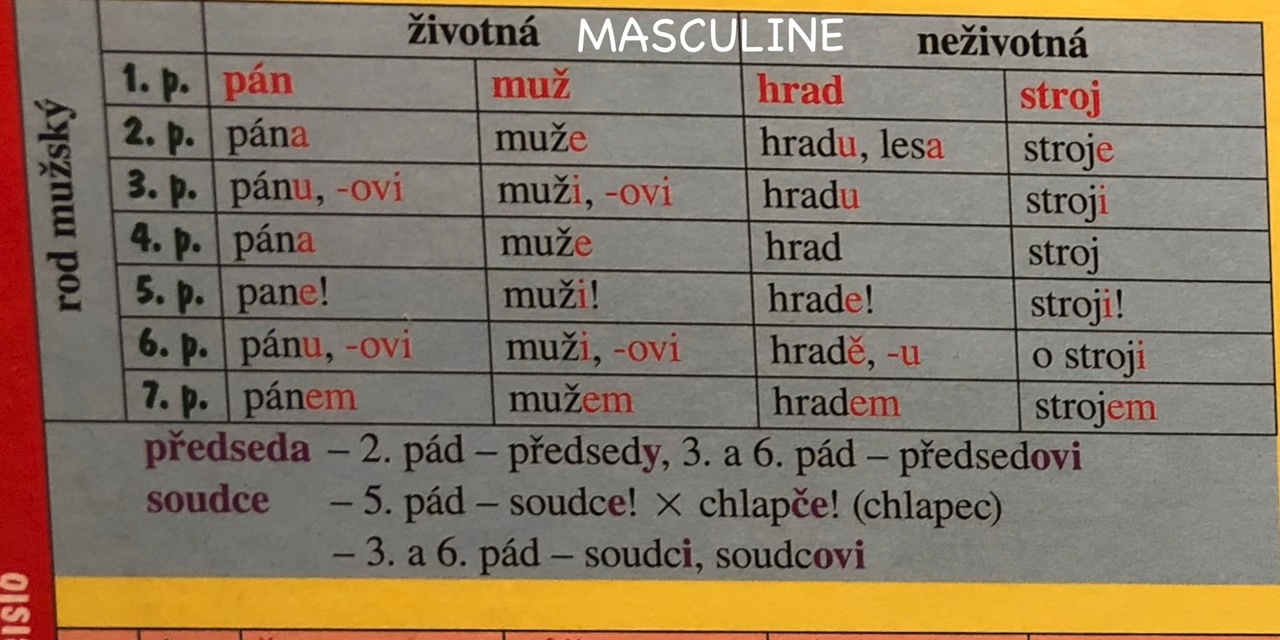 životná MASCULINE neživotná
rod mužský
1. p. pán muž hrad stroj
2. p. pána muže hradu, lesa stroje
3. p. pánu, -ovi muži, -ovi hradu stroji
4. p. pána muže hrad stroj
5. p. pane! muži! hrade! stroji!
6. p. pánu, -ovi muži, -ovi hradě, -u o stroji
7. p. pánem mužem hradem strojem
předseda – 2. pád – předsedy, 3. a 6. pád – předsedovi
soudce – 5. pád – soudce! × chlapče! (chlapec)
– 3. a 6. pád – soudci, soudcovi